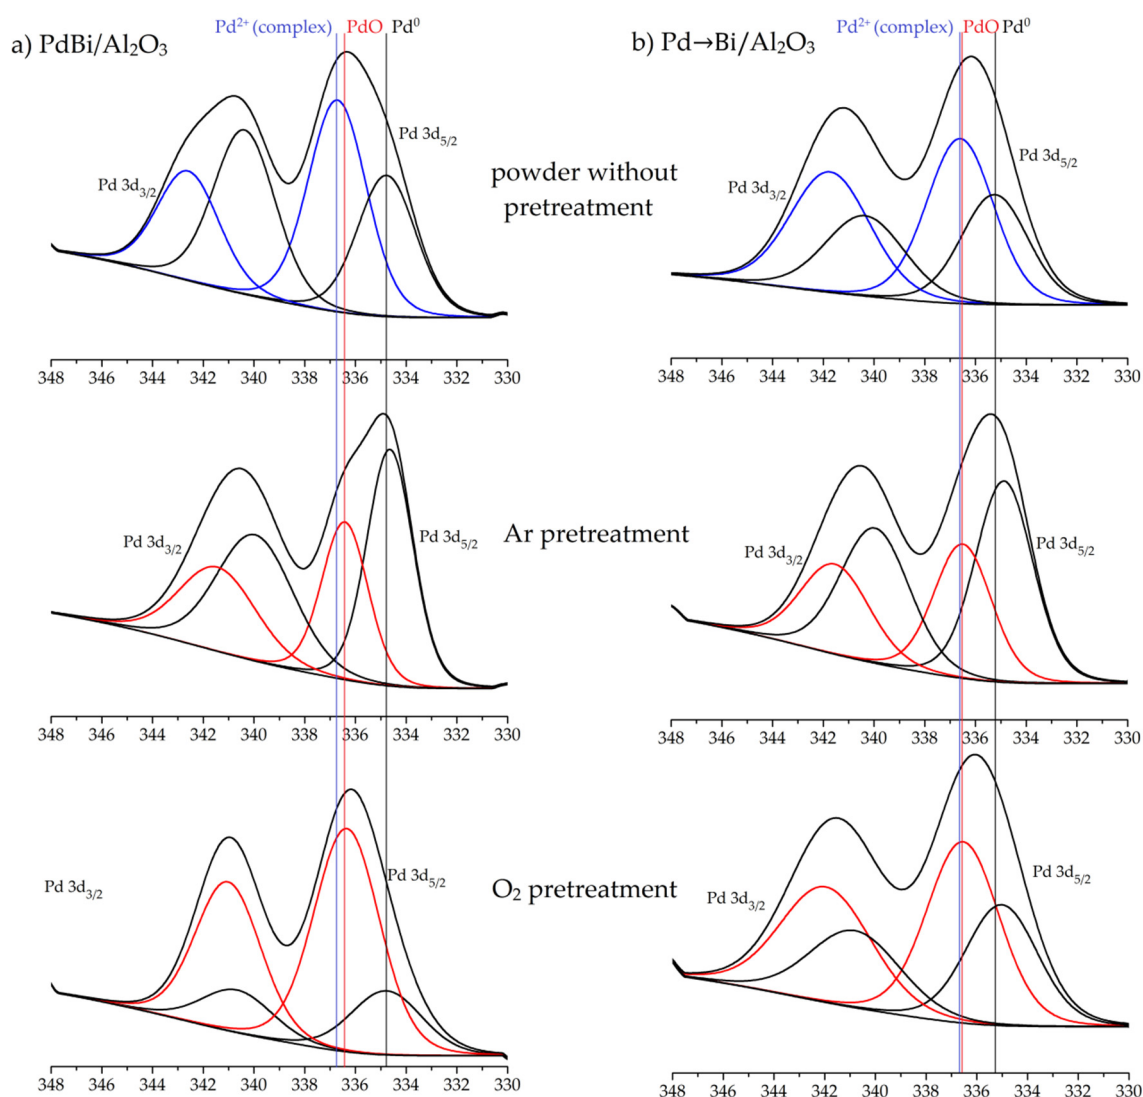 Pd²⁺ (complex) PdO Pd⁰
a) PdBi/Al₂O₃
Pd 3d₅/₂
Pd 3d₃/₂
348 346 344 342 340 338 336 334 332 330
Pd²⁺ (complex) PdO Pd⁰
b) Pd→Bi/Al₂O₃
Pd 3d₅/₂
Pd 3d₃/₂
348 346 344 342 340 338 336 334 332 330
powder without
pretreatment
Pd 3d₃/₂
Pd 3d₅/₂
348 346 344 342 340 338 336 334 332 330
Ar pretreatment
Pd 3d₃/₂
Pd 3d₅/₂
348 346 344 342 340 338 336 334 332 330
Pd 3d₃/₂
Pd 3d₅/₂
348 346 344 342 340 338 336 334 332 330
O₂ pretreatment
Pd 3d₃/₂
Pd 3d₅/₂
348 346 344 342 340 338 336 334 332 330